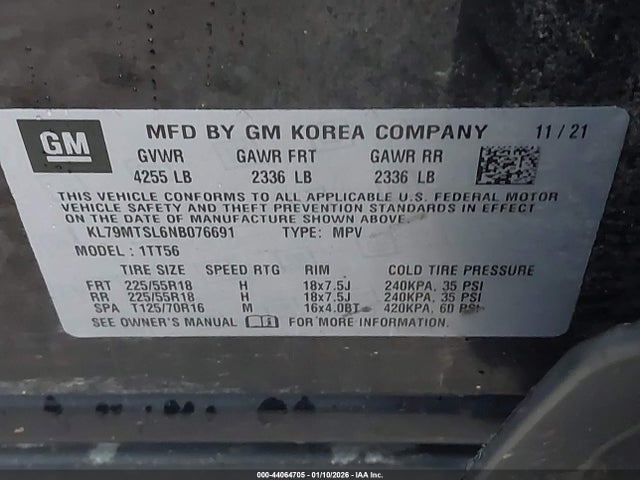 GM MFD BY GM KOREA COMPANY 11/21
GVWR GAWR FRT GAWR RR
4255 LB 2336 LB 2336 LB
THIS VEHICLE CONFORMS TO ALL APPLICABLE U.S. FEDERAL MOTOR
VEHICLE SAFETY AND THEFT PREVENTION STANDARDS IN EFFECT
ON THE DATE OF MANUFACTURE SHOWN ABOVE.
KL79MTSL6NB076691 TYPE: MPV
MODEL: 1TT56
TIRE SIZE SPEED RTG RIM COLD TIRE PRESSURE
FRT 225/55R18 H 18x7.5J 240KPA, 35 PSI
RR 225/55R18 H 18x7.5J 240KPA, 35 PSI
SPA T125/70R16 M 16x4.0BT 420KPA, 60 PSI
SEE OWNER'S MANUAL FOR MORE INFORMATION.
000-44064705 - 01/10/2026 - IAA Inc.